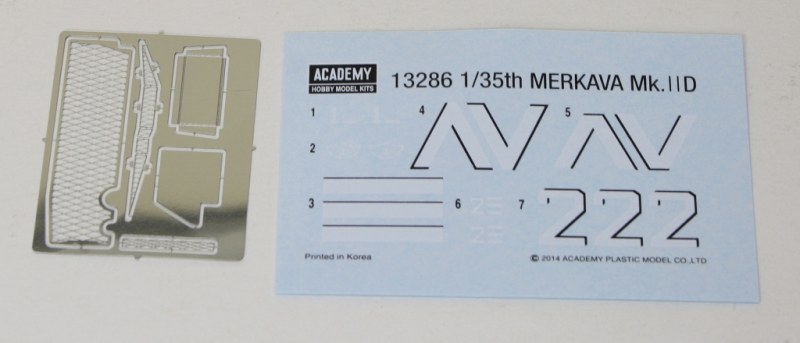 ACADEMY
HOBBY MODEL KITS
13286 1/35th MERKAVA Mk.IID
1
4
5
2
3
6
7
222
Printed in Korea
© 2014 ACADEMY PLASTIC MODEL CO.,LTD